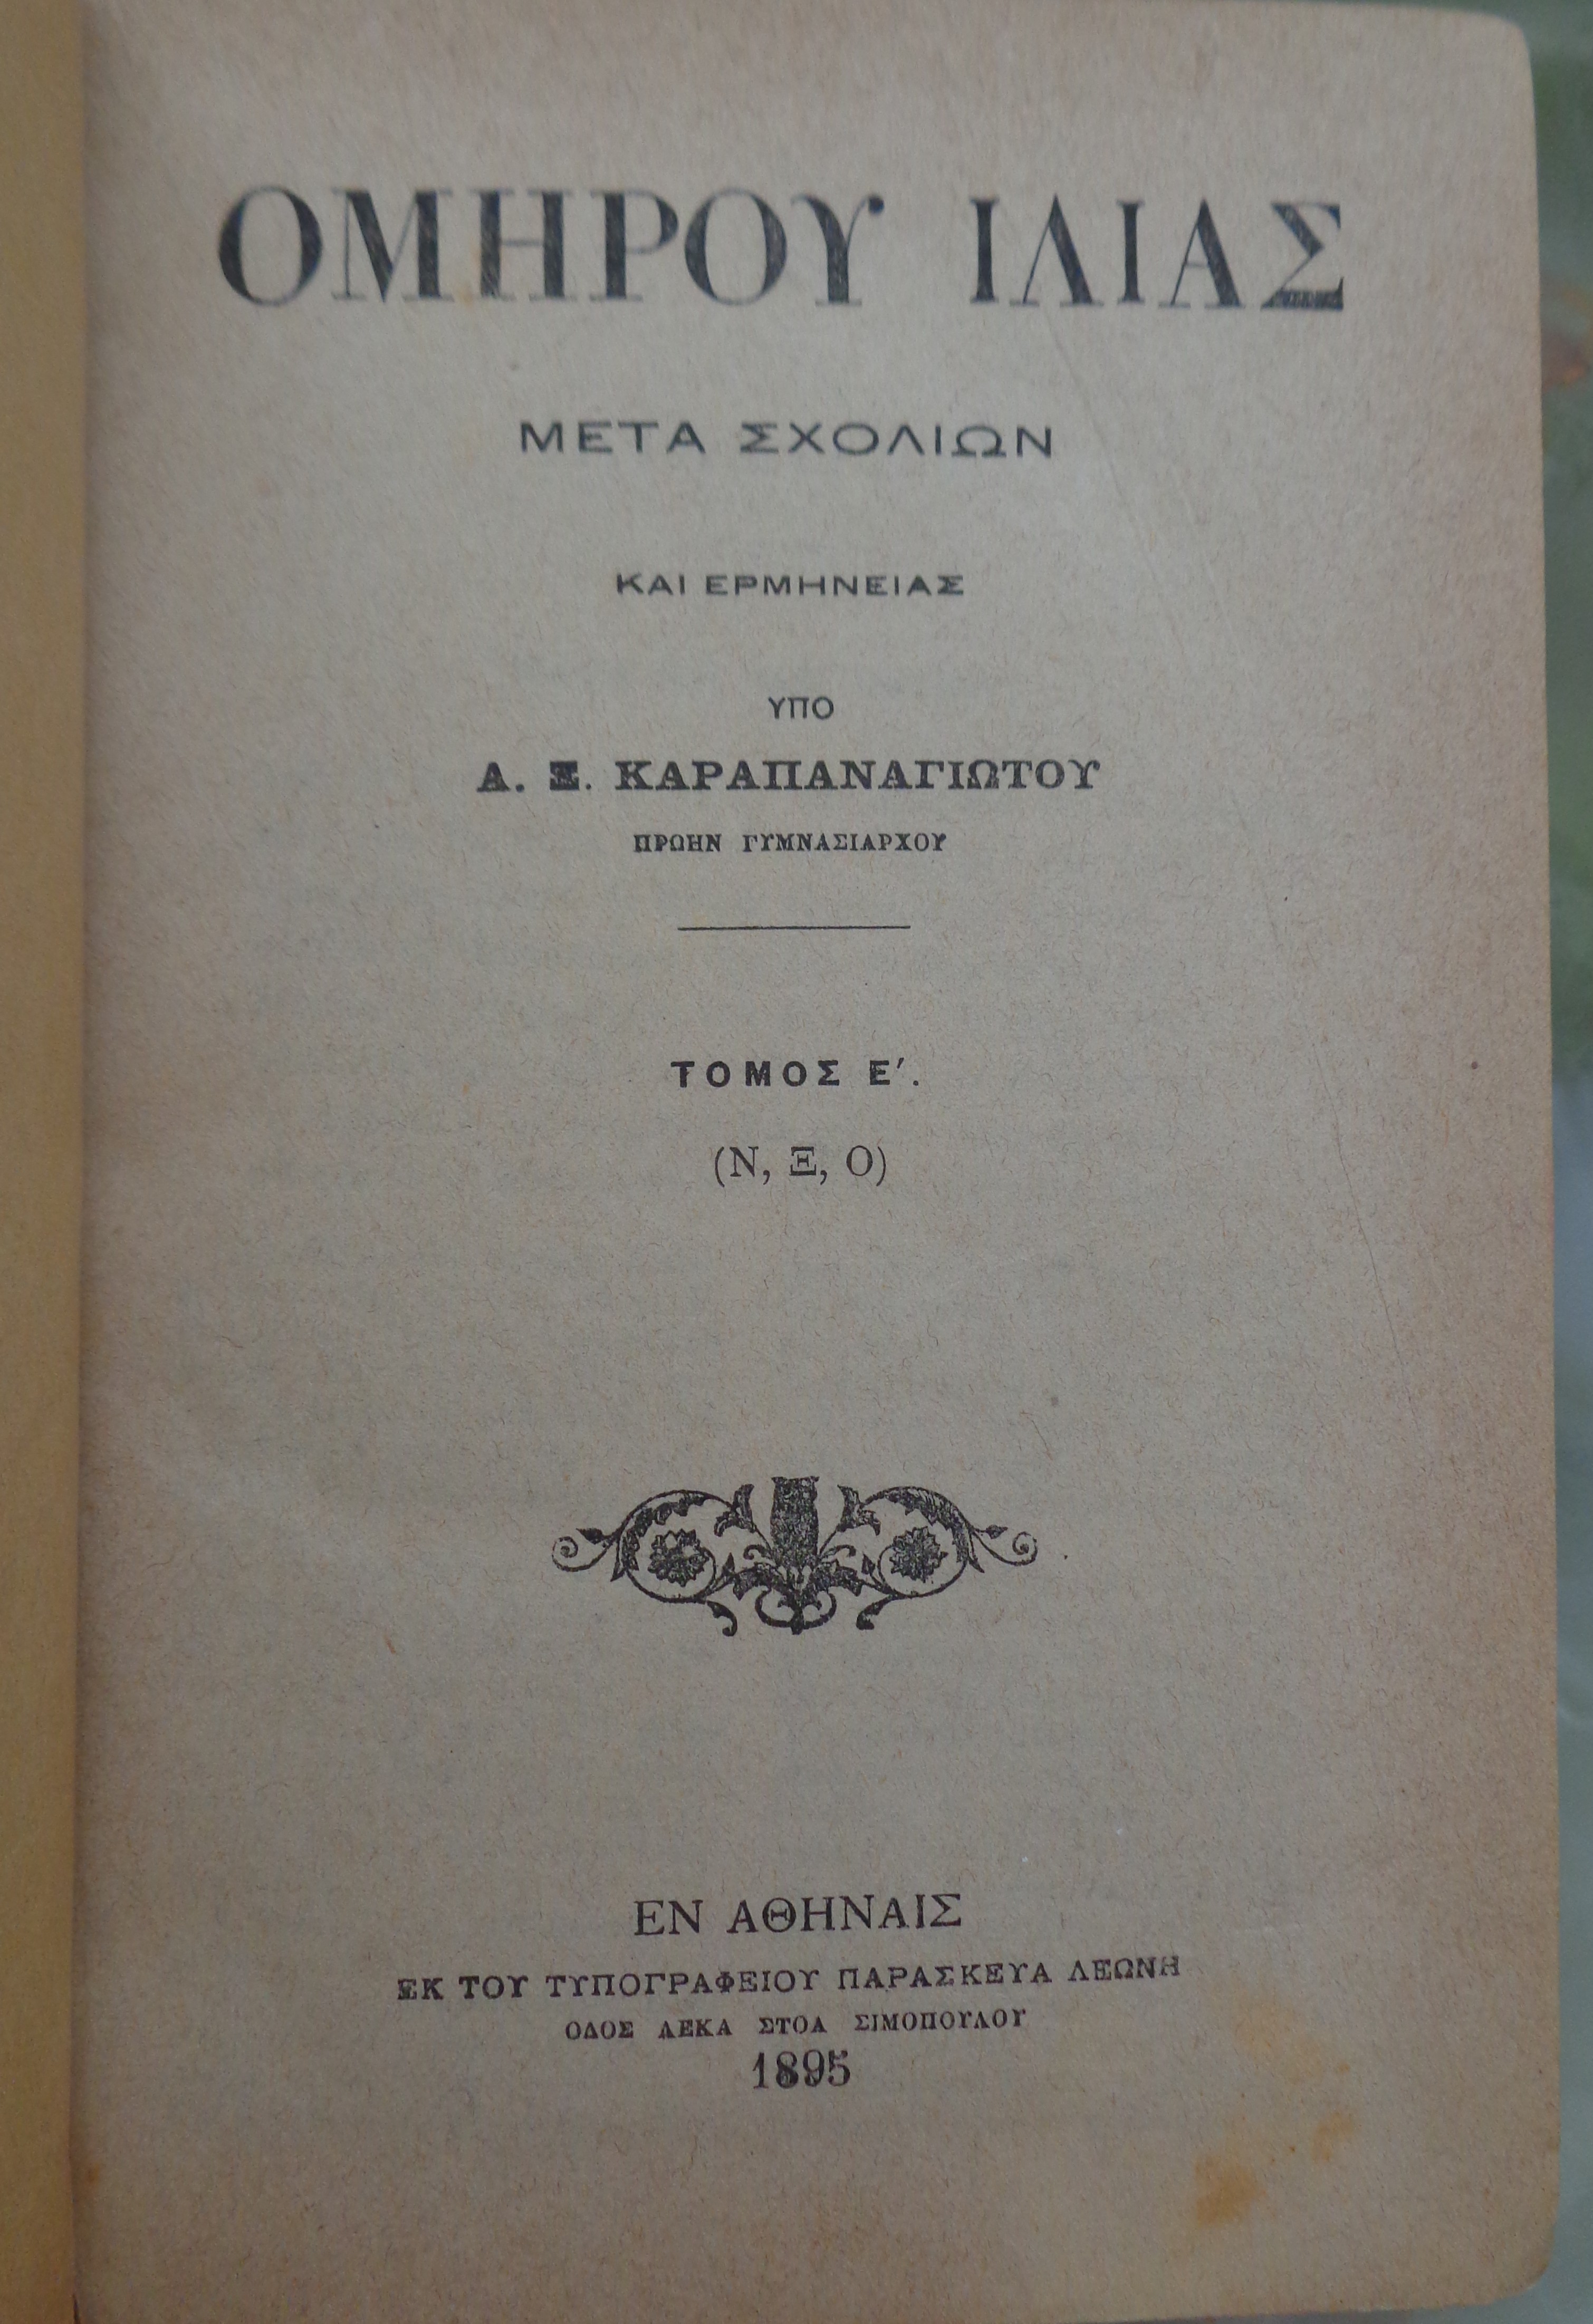 ΟΜΗΡΟΥ ΙΛΙΑΣ
ΜΕΤΑ ΣΧΟΛΙΩΝ
ΚΑΙ ΕΡΜΗΝΕΙΑΣ
ΥΠΟ
Α. Ξ. ΚΑΡΑΠΑΝΑΓΙΩΤΟΥ
ΠΡΩΗΝ ΓΥΜΝΑΣΙΑΡΧΟΥ
ΤΟΜΟΣ Ε΄.
(Ν, Ξ, Ο)
ΕΝ ΑΘΗΝΑΙΣ
ΕΚ ΤΟΥ ΤΥΠΟΓΡΑΦΕΙΟΥ ΠΑΡΑΣΚΕΥΑ ΛΕΩΝΗ
ΟΔΟΣ ΛΕΚΑ ΣΤΟΑ ΣΙΜΟΠΟΥΛΟΥ
1895